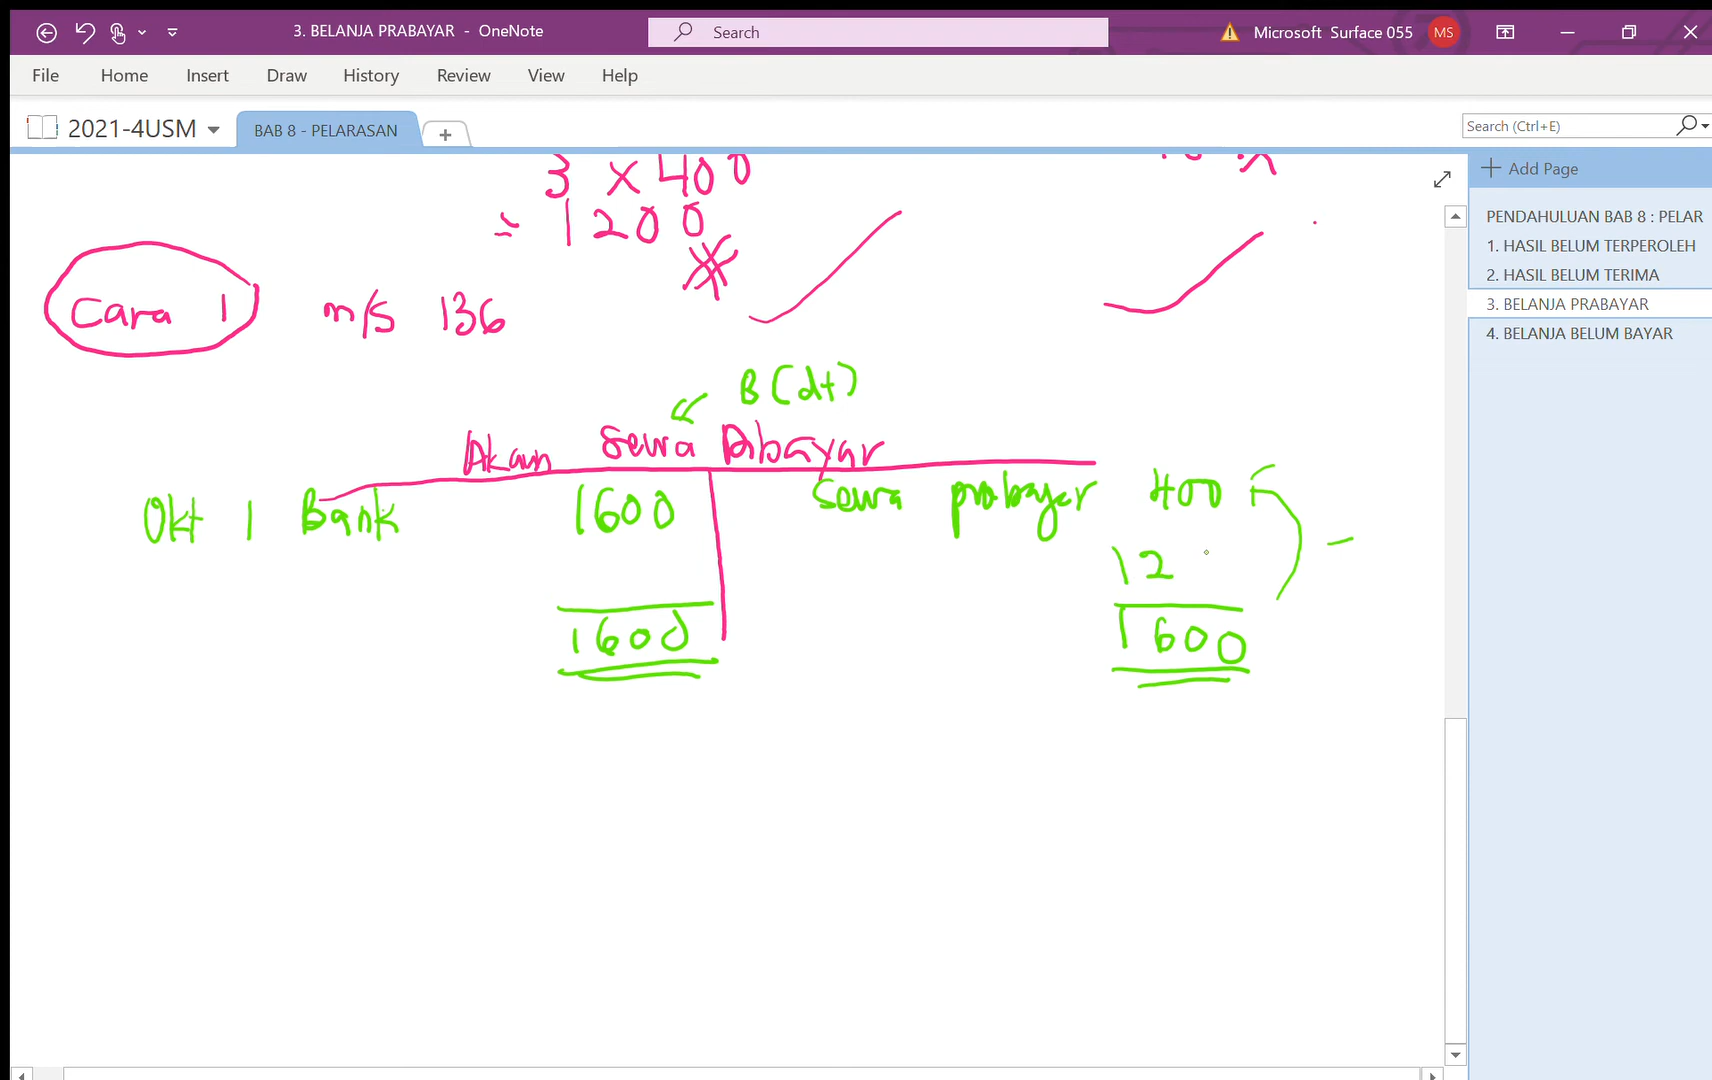 3. BELANJA PRABAYAR - OneNote
Search
Microsoft Surface 055
MS
File Home Insert Draw History Review View Help
2021-4USM
BAB 8 - PELARASAN
Search (Ctrl+E)
Add Page
PENDAHULUAN BAB 8 : PELAR
1. HASIL BELUM TERPEROLEH
2. HASIL BELUM TERIMA
3. BELANJA PRABAYAR
4. BELANJA BELUM BAYAR
3 x 400
= 1200
Cara 1 m/s 136
B (dt)
Akaun Sewa Dibayar
Okt 1 Bank 1600 Sewa prabayar 400
12
1600 1600